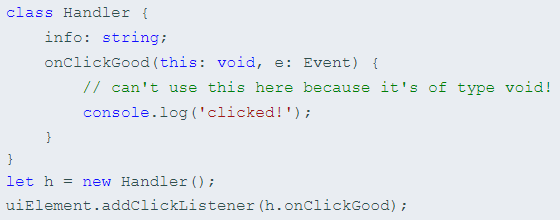 class Handler {
    info: string;
    onClickGood(this: void, e: Event) {
        // can't use this here because it's of type void!
        console.log('clicked!');
    }
}
let h = new Handler();
uiElement.addClickListener(h.onClickGood);